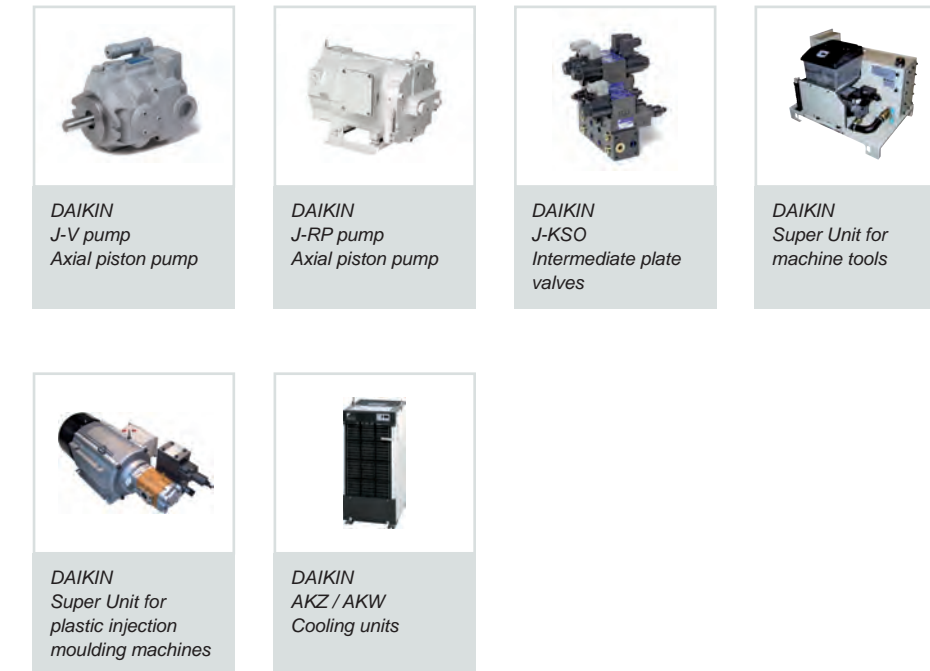 DAIKIN
J-V pump
Axial piston pump
DAIKIN
J-RP pump
Axial piston pump
DAIKIN
J-KSO
Intermediate plate
valves
DAIKIN
Super Unit for
machine tools
DAIKIN
Super Unit for
plastic injection
moulding machines
DAIKIN
AKZ / AKW
Cooling units